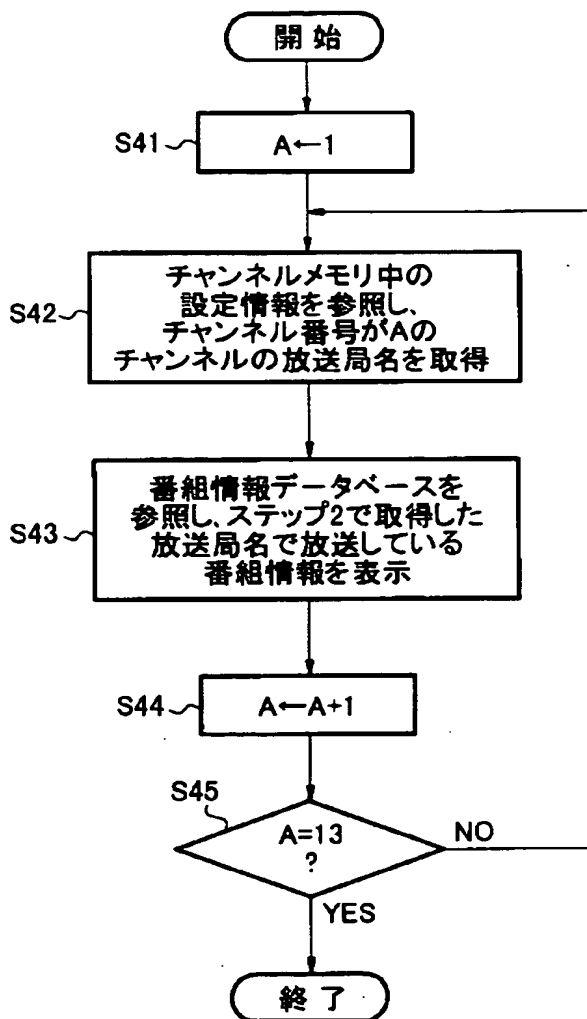 開始
S41
A←1
S42
チャンネルメモリ中の
設定情報を参照し、
チャンネル番号がAの
チャンネルの放送局名を取得
S43
番組情報データベースを
参照し、ステップ2で取得した
放送局名で放送している
番組情報を表示
S44
A←A+1
S45
A=13
?
NO
YES
終了